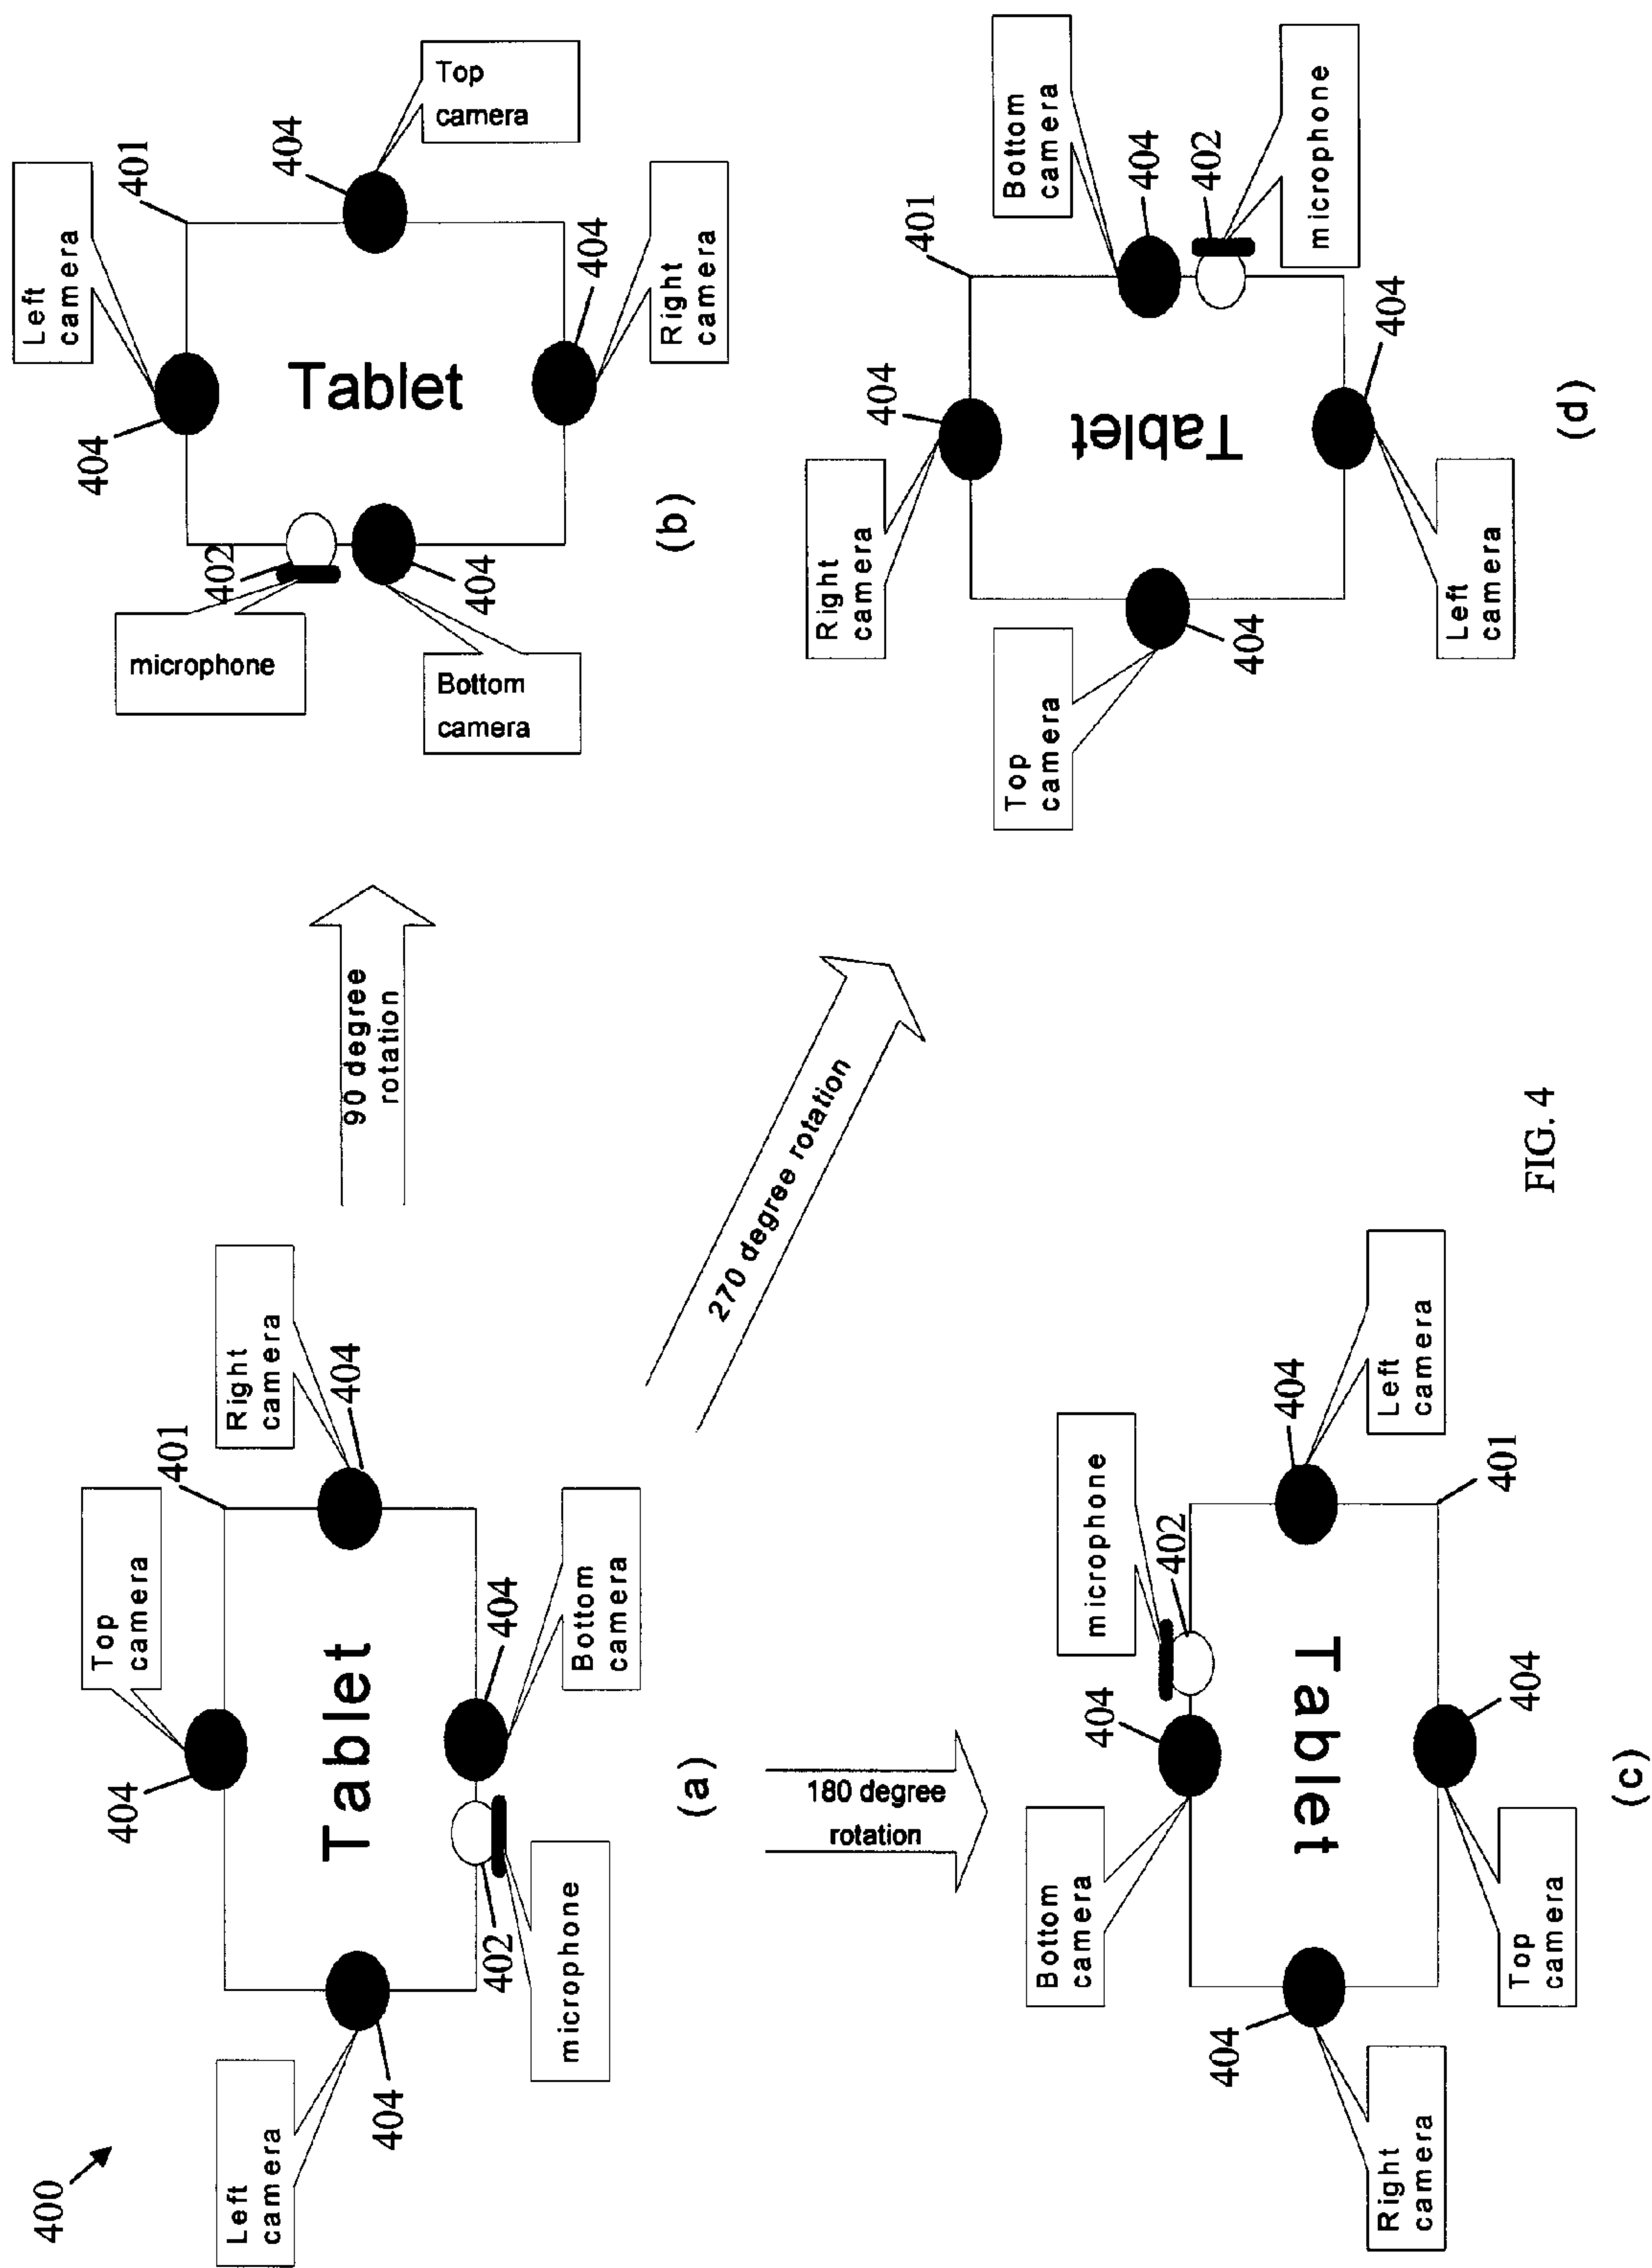 400
Left
camera
404
Top
camera
404
401
Right
camera
404
Tablet
402
microphone
404
Bottom
camera
(a)
90 degree
rotation
270 degree rotation
180 degree
rotation
Left
camera
404
401
404
Top
camera
Tablet
402
microphone
404
Bottom
camera
404
Right
camera
(b)
Bottom
camera
404
microphone
402
404
Left
camera
Tablet
404
Right
camera
404
Top
camera
401
(c)
Right
camera
404
401
Bottom
camera
404
402
microphone
Tablet
Top
camera
404
404
Left
camera
(d)
FIG. 4